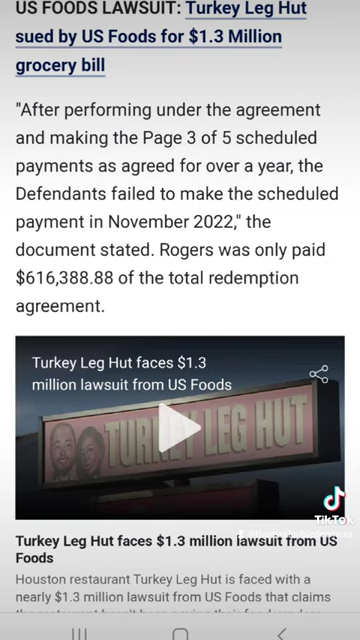 US FOODS LAWSUIT: Turkey Leg Hut
sued by US Foods for $1.3 Million
grocery bill
"After performing under the agreement
and making the Page 3 of 5 scheduled
payments as agreed for over a year, the
Defendants failed to make the scheduled
payment in November 2022," the
document stated. Rogers was only paid
$616,388.88 of the total redemption
agreement.
Turkey Leg Hut faces $1.3
million lawsuit from US Foods
TURKEY LEG HUT
TikTok
Turkey Leg Hut faces $1.3 million lawsuit from US
Foods
Houston restaurant Turkey Leg Hut is faced with a
nearly $1.3 million lawsuit from US Foods that claims